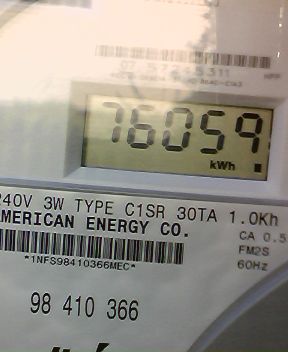 76059
kWh
240V 3W TYPE C1SR 30TA 1.0Kh
AMERICAN ENERGY CO.
CA 0.5
FM2S
60Hz
*1NFS98410366MEC*
98 410 366